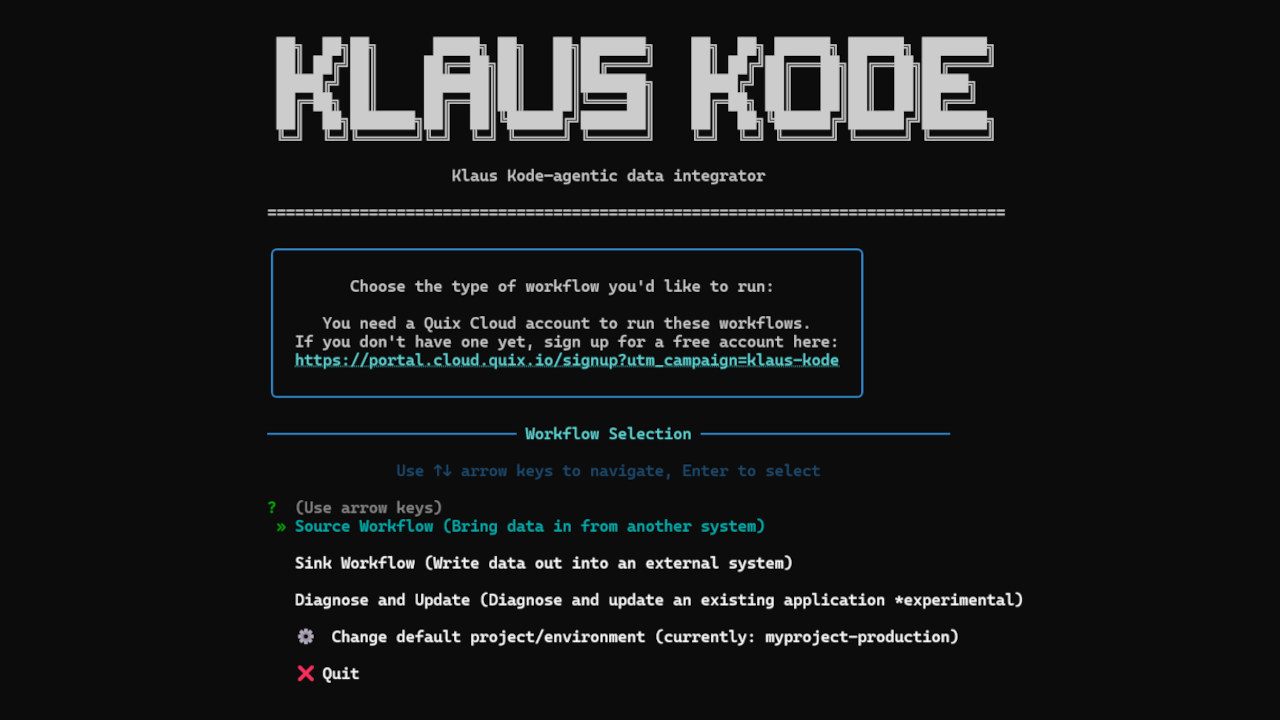 KLAUS KODE
Klaus Kode—agentic data integrator
================================================================================
Choose the type of workflow you'd like to run:
You need a Quix Cloud account to run these workflows.
If you don't have one yet, sign up for a free account here:
https://portal.cloud.quix.io/signup?utm_campaign=klaus-kode
Workflow Selection
Use ↑↓ arrow keys to navigate, Enter to select
? (Use arrow keys)
» Source Workflow (Bring data in from another system)
Sink Workflow (Write data out into an external system)
Diagnose and Update (Diagnose and update an existing application *experimental)
⚙ Change default project/environment (currently: myproject-production)
❌ Quit